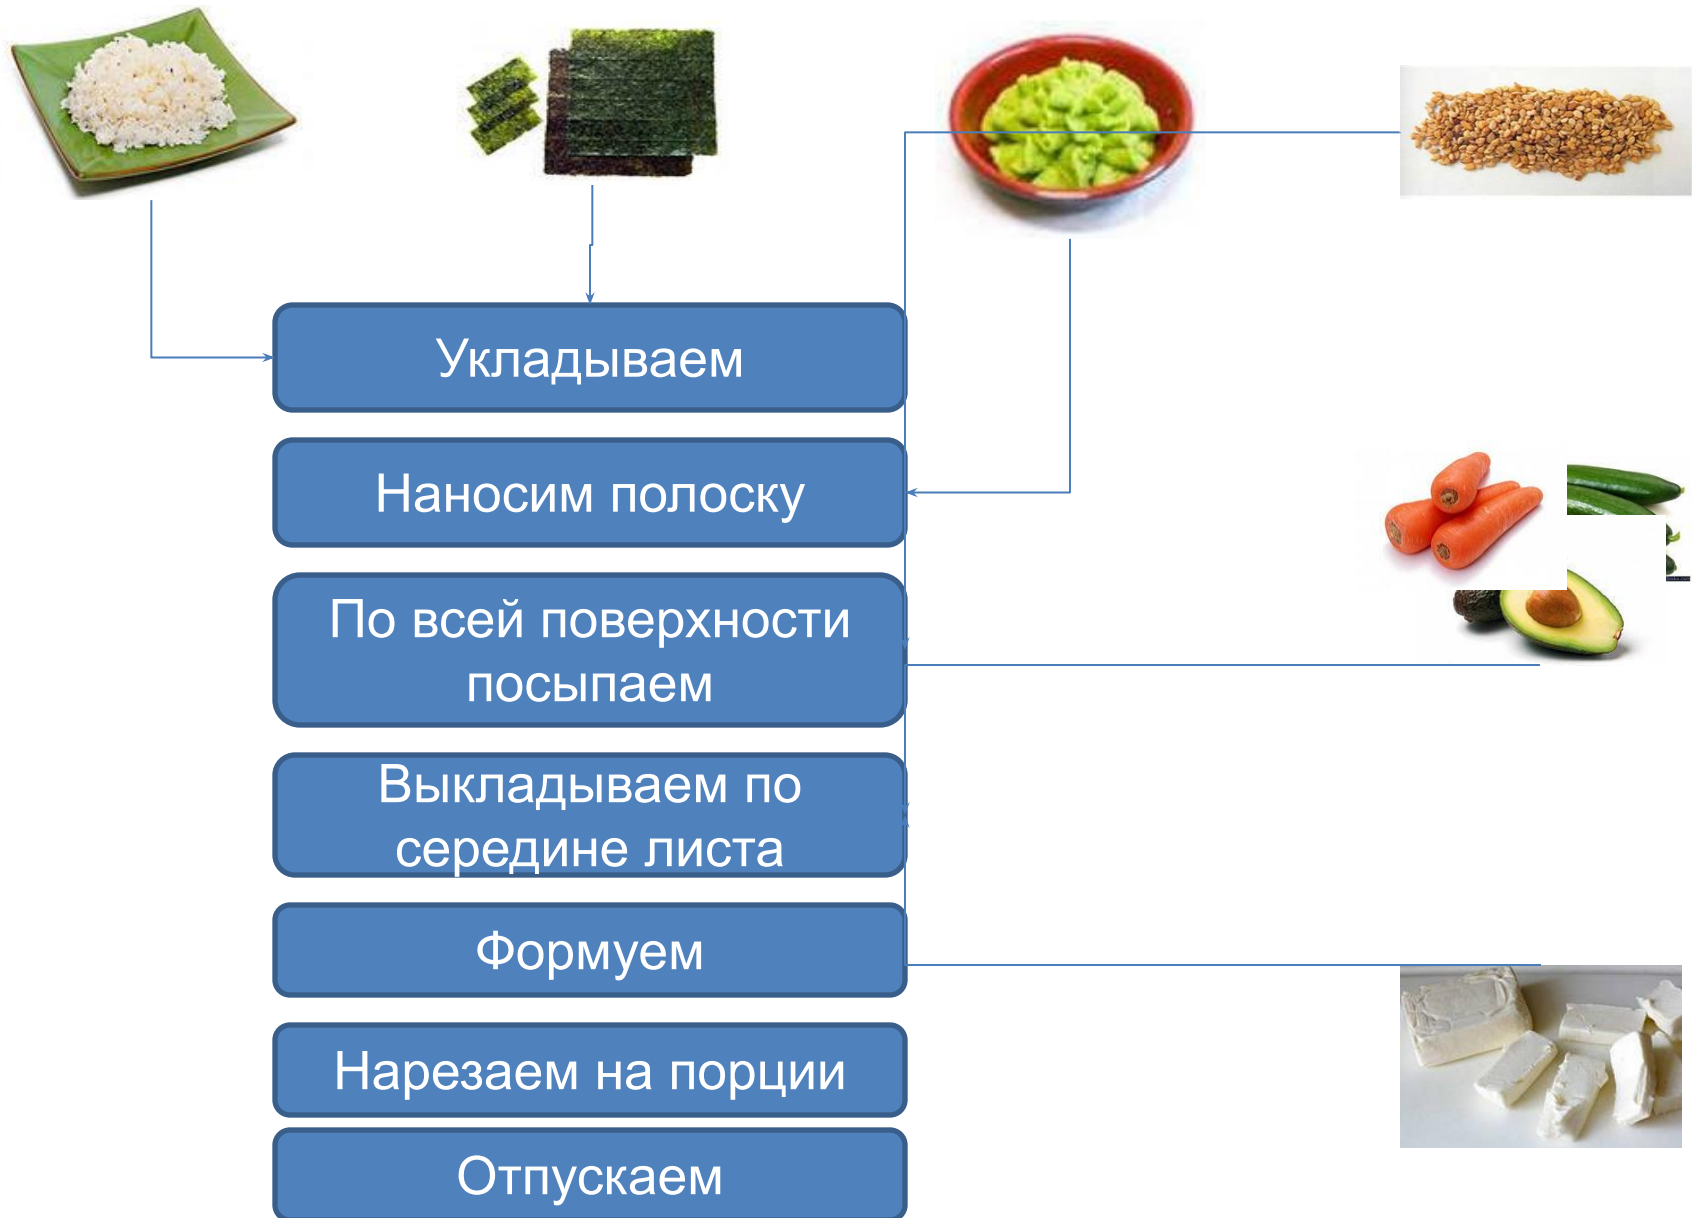 Укладываем
Наносим полоску
По всей поверхности
посыпаем
Выкладываем по
середине листа
Формуем
Нарезаем на порции
Отпускаем